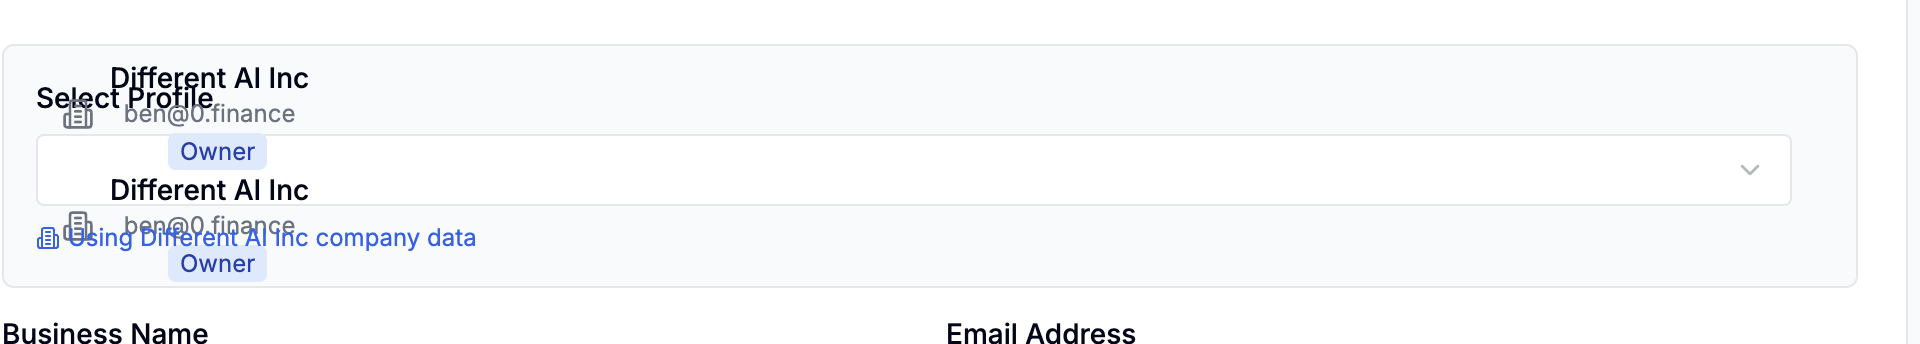 Different AI Inc
Select Profile
ben@0.finance
Owner
Different AI Inc
ben@0.finance
Using Different AI Inc company data
Owner
Business Name
Email Address